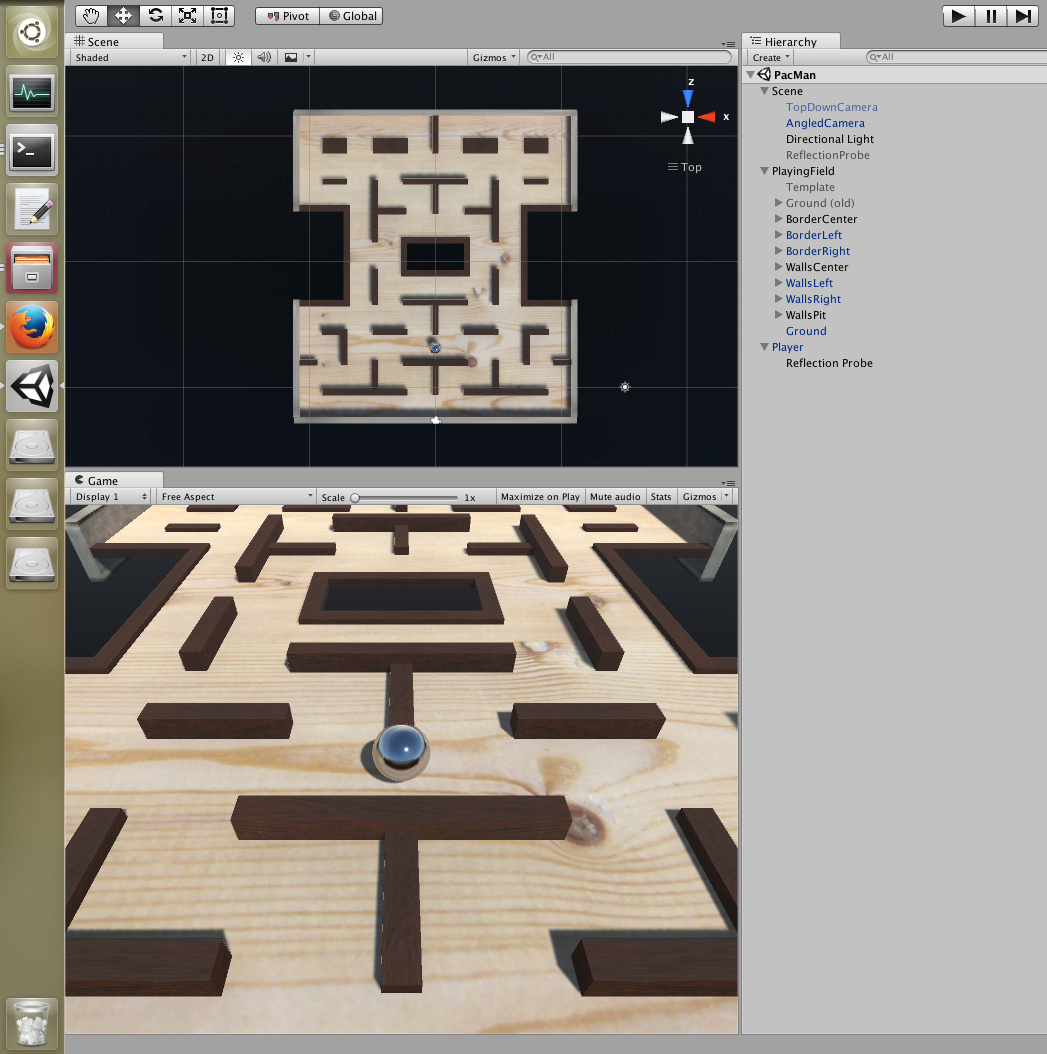 Pivot Global
Scene
Shaded 2D Gizmos All
z
x
Top
Game
Display 1 Free Aspect Scale 1x Maximize on Play Mute audio Stats Gizmos
Hierarchy
Create All
PacMan
Scene
TopDownCamera
AngledCamera
Directional Light
ReflectionProbe
PlayingField
Template
Ground (old)
BorderCenter
BorderLeft
BorderRight
WallsCenter
WallsLeft
WallsRight
WallsPit
Ground
Player
Reflection Probe